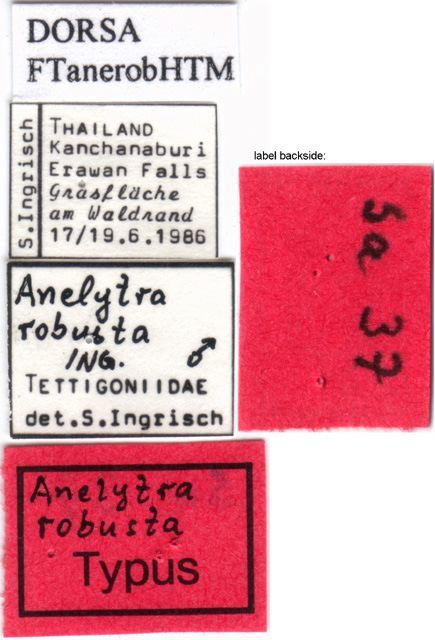 DORSA
FTanerobHTM
S.Ingrisch
THAILAND
Kanchanaburi
Erawan Falls
Grasfläche
am Waldrand
17/19.6.1986
label backside:
Sa 37
Anelytra
robusta
ING. ♂
TETTIGONIIDAE
det.S.Ingrisch
Anelytra
robusta
Typus